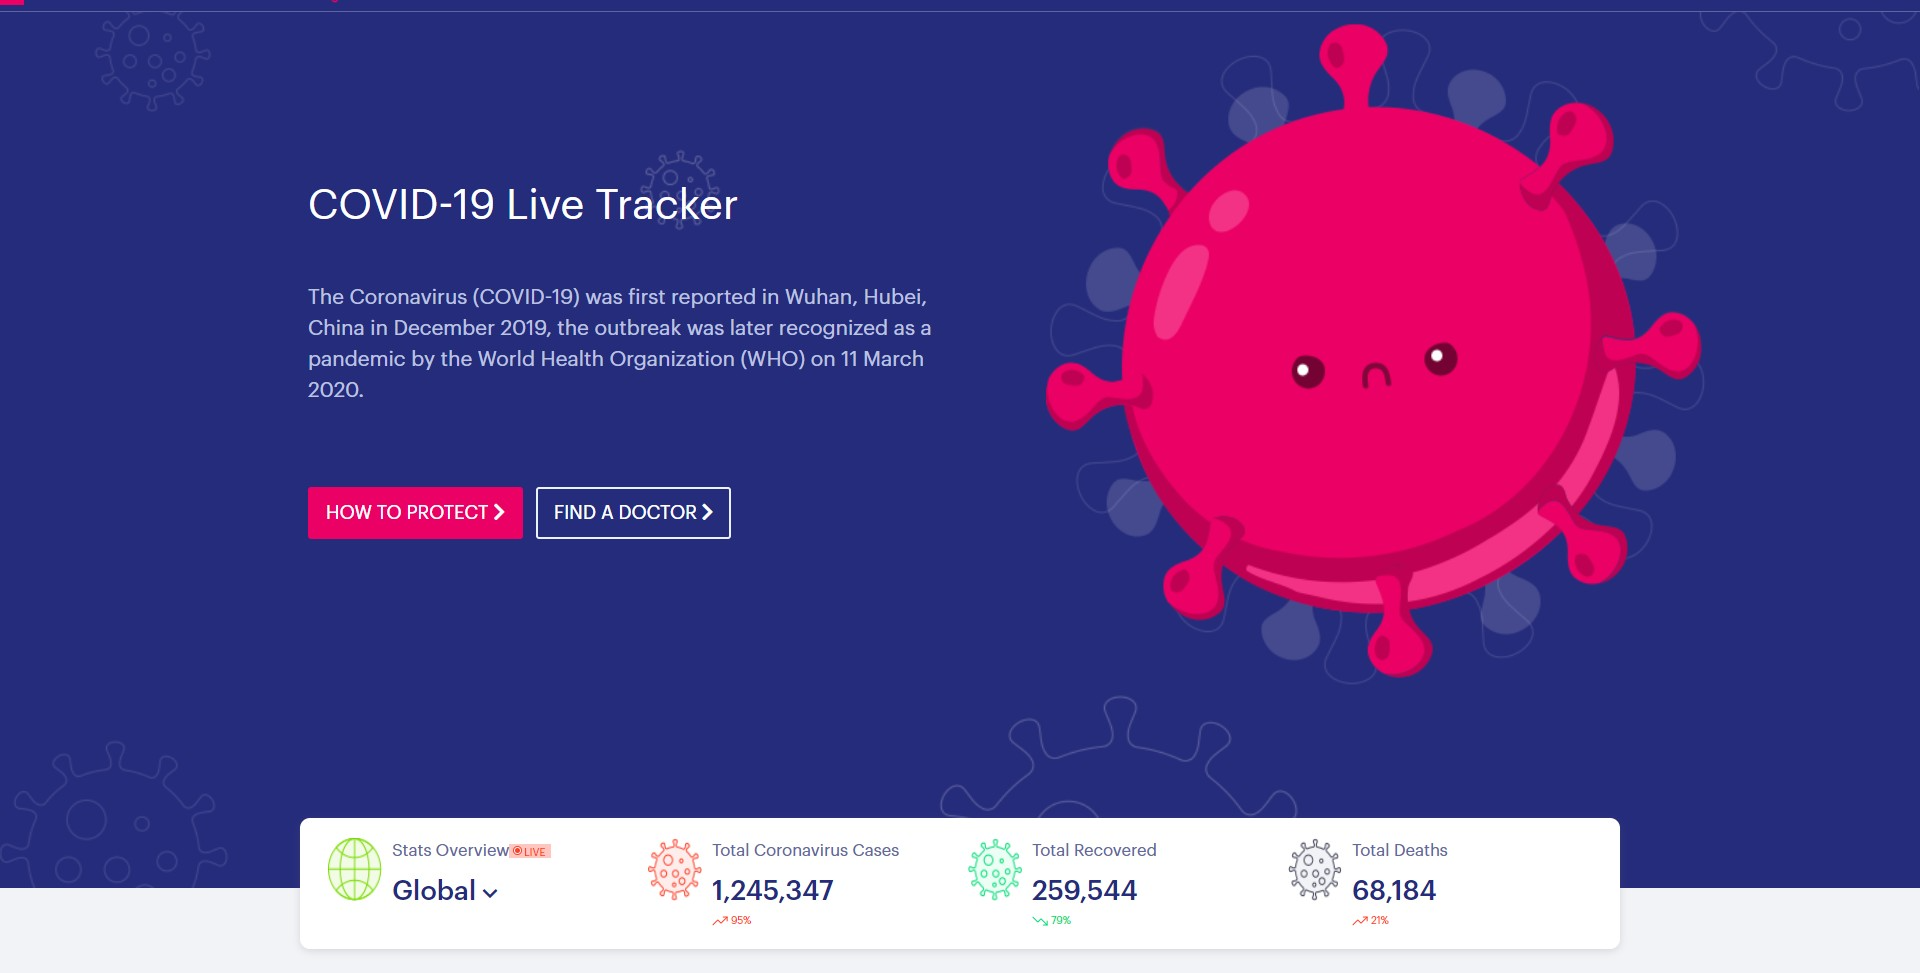 COVID-19 Live Tracker
The Coronavirus (COVID-19) was first reported in Wuhan, Hubei,
China in December 2019, the outbreak was later recognized as a
pandemic by the World Health Organization (WHO) on 11 March
2020.
HOW TO PROTECT
FIND A DOCTOR
Stats Overview LIVE
Global
Total Coronavirus Cases
1,245,347
95%
Total Recovered
259,544
79%
Total Deaths
68,184
21%